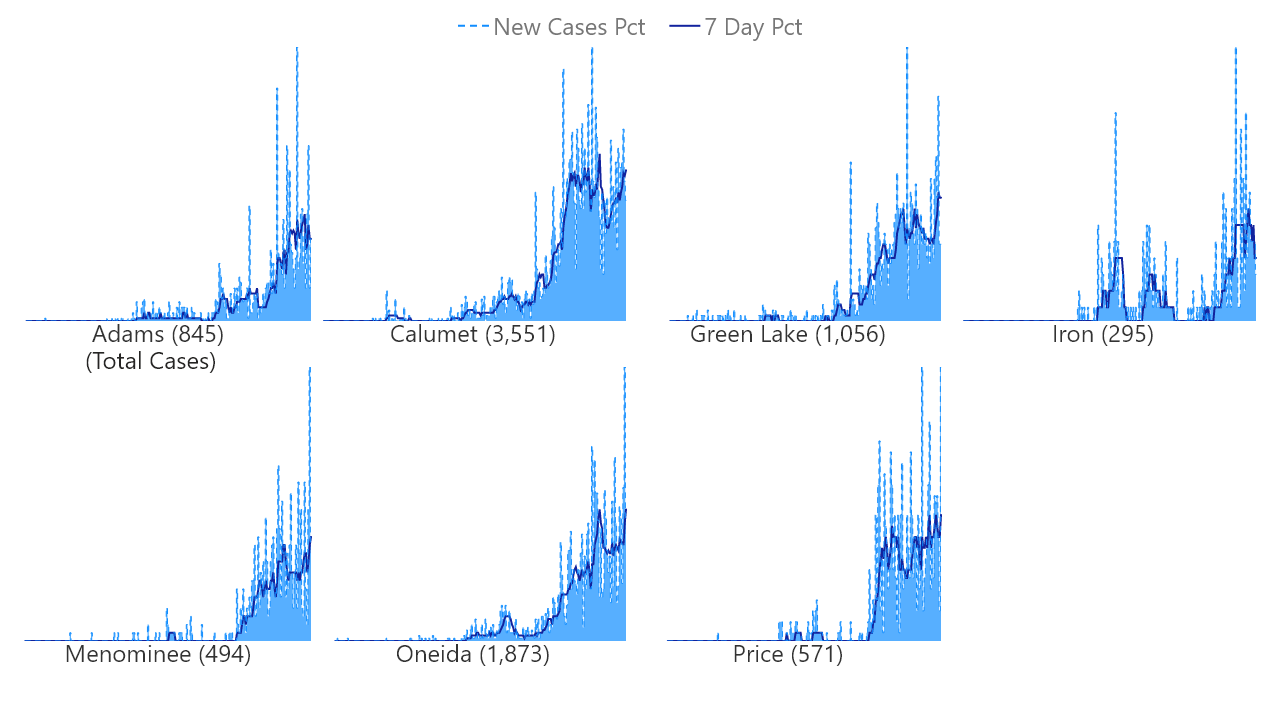 New Cases Pct 7 Day Pct
Adams (845) Calumet (3,551) Green Lake (1,056) Iron (295)
(Total Cases)
Menominee (494) Oneida (1,873) Price (571)